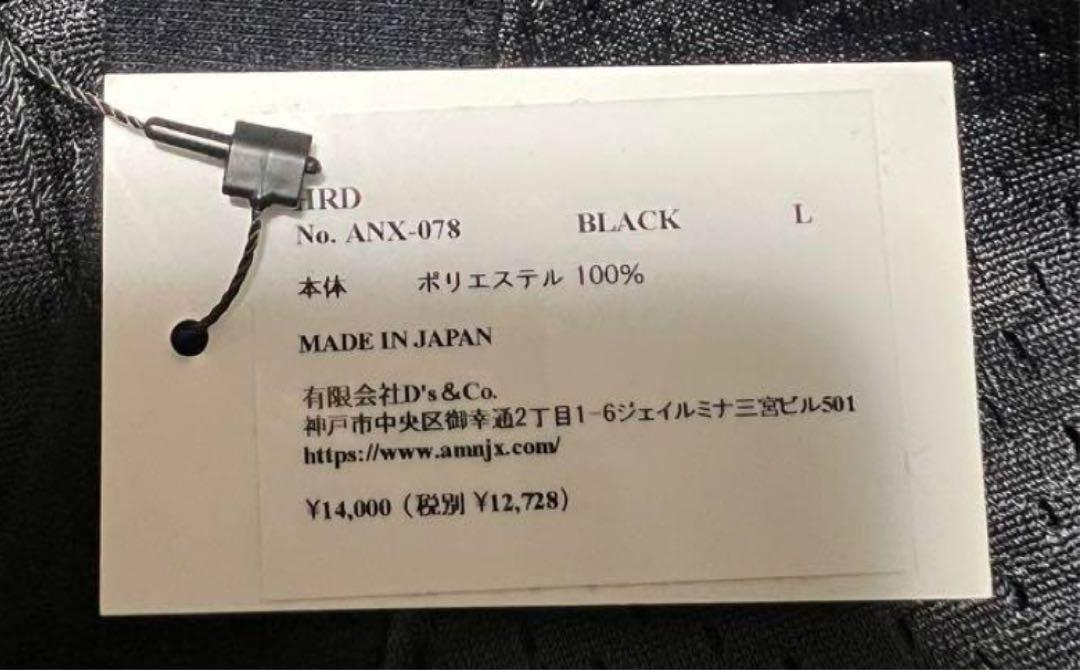 No. ANX-078 BLACK L
本体 ポリエステル 100%
MADE IN JAPAN
有限会社D's&Co.
神戸市中央区御幸通2丁目1-6ジェイルミナ三宮ビル501
https://www.amnjx.com/
¥14,000(税別 ¥12,728)